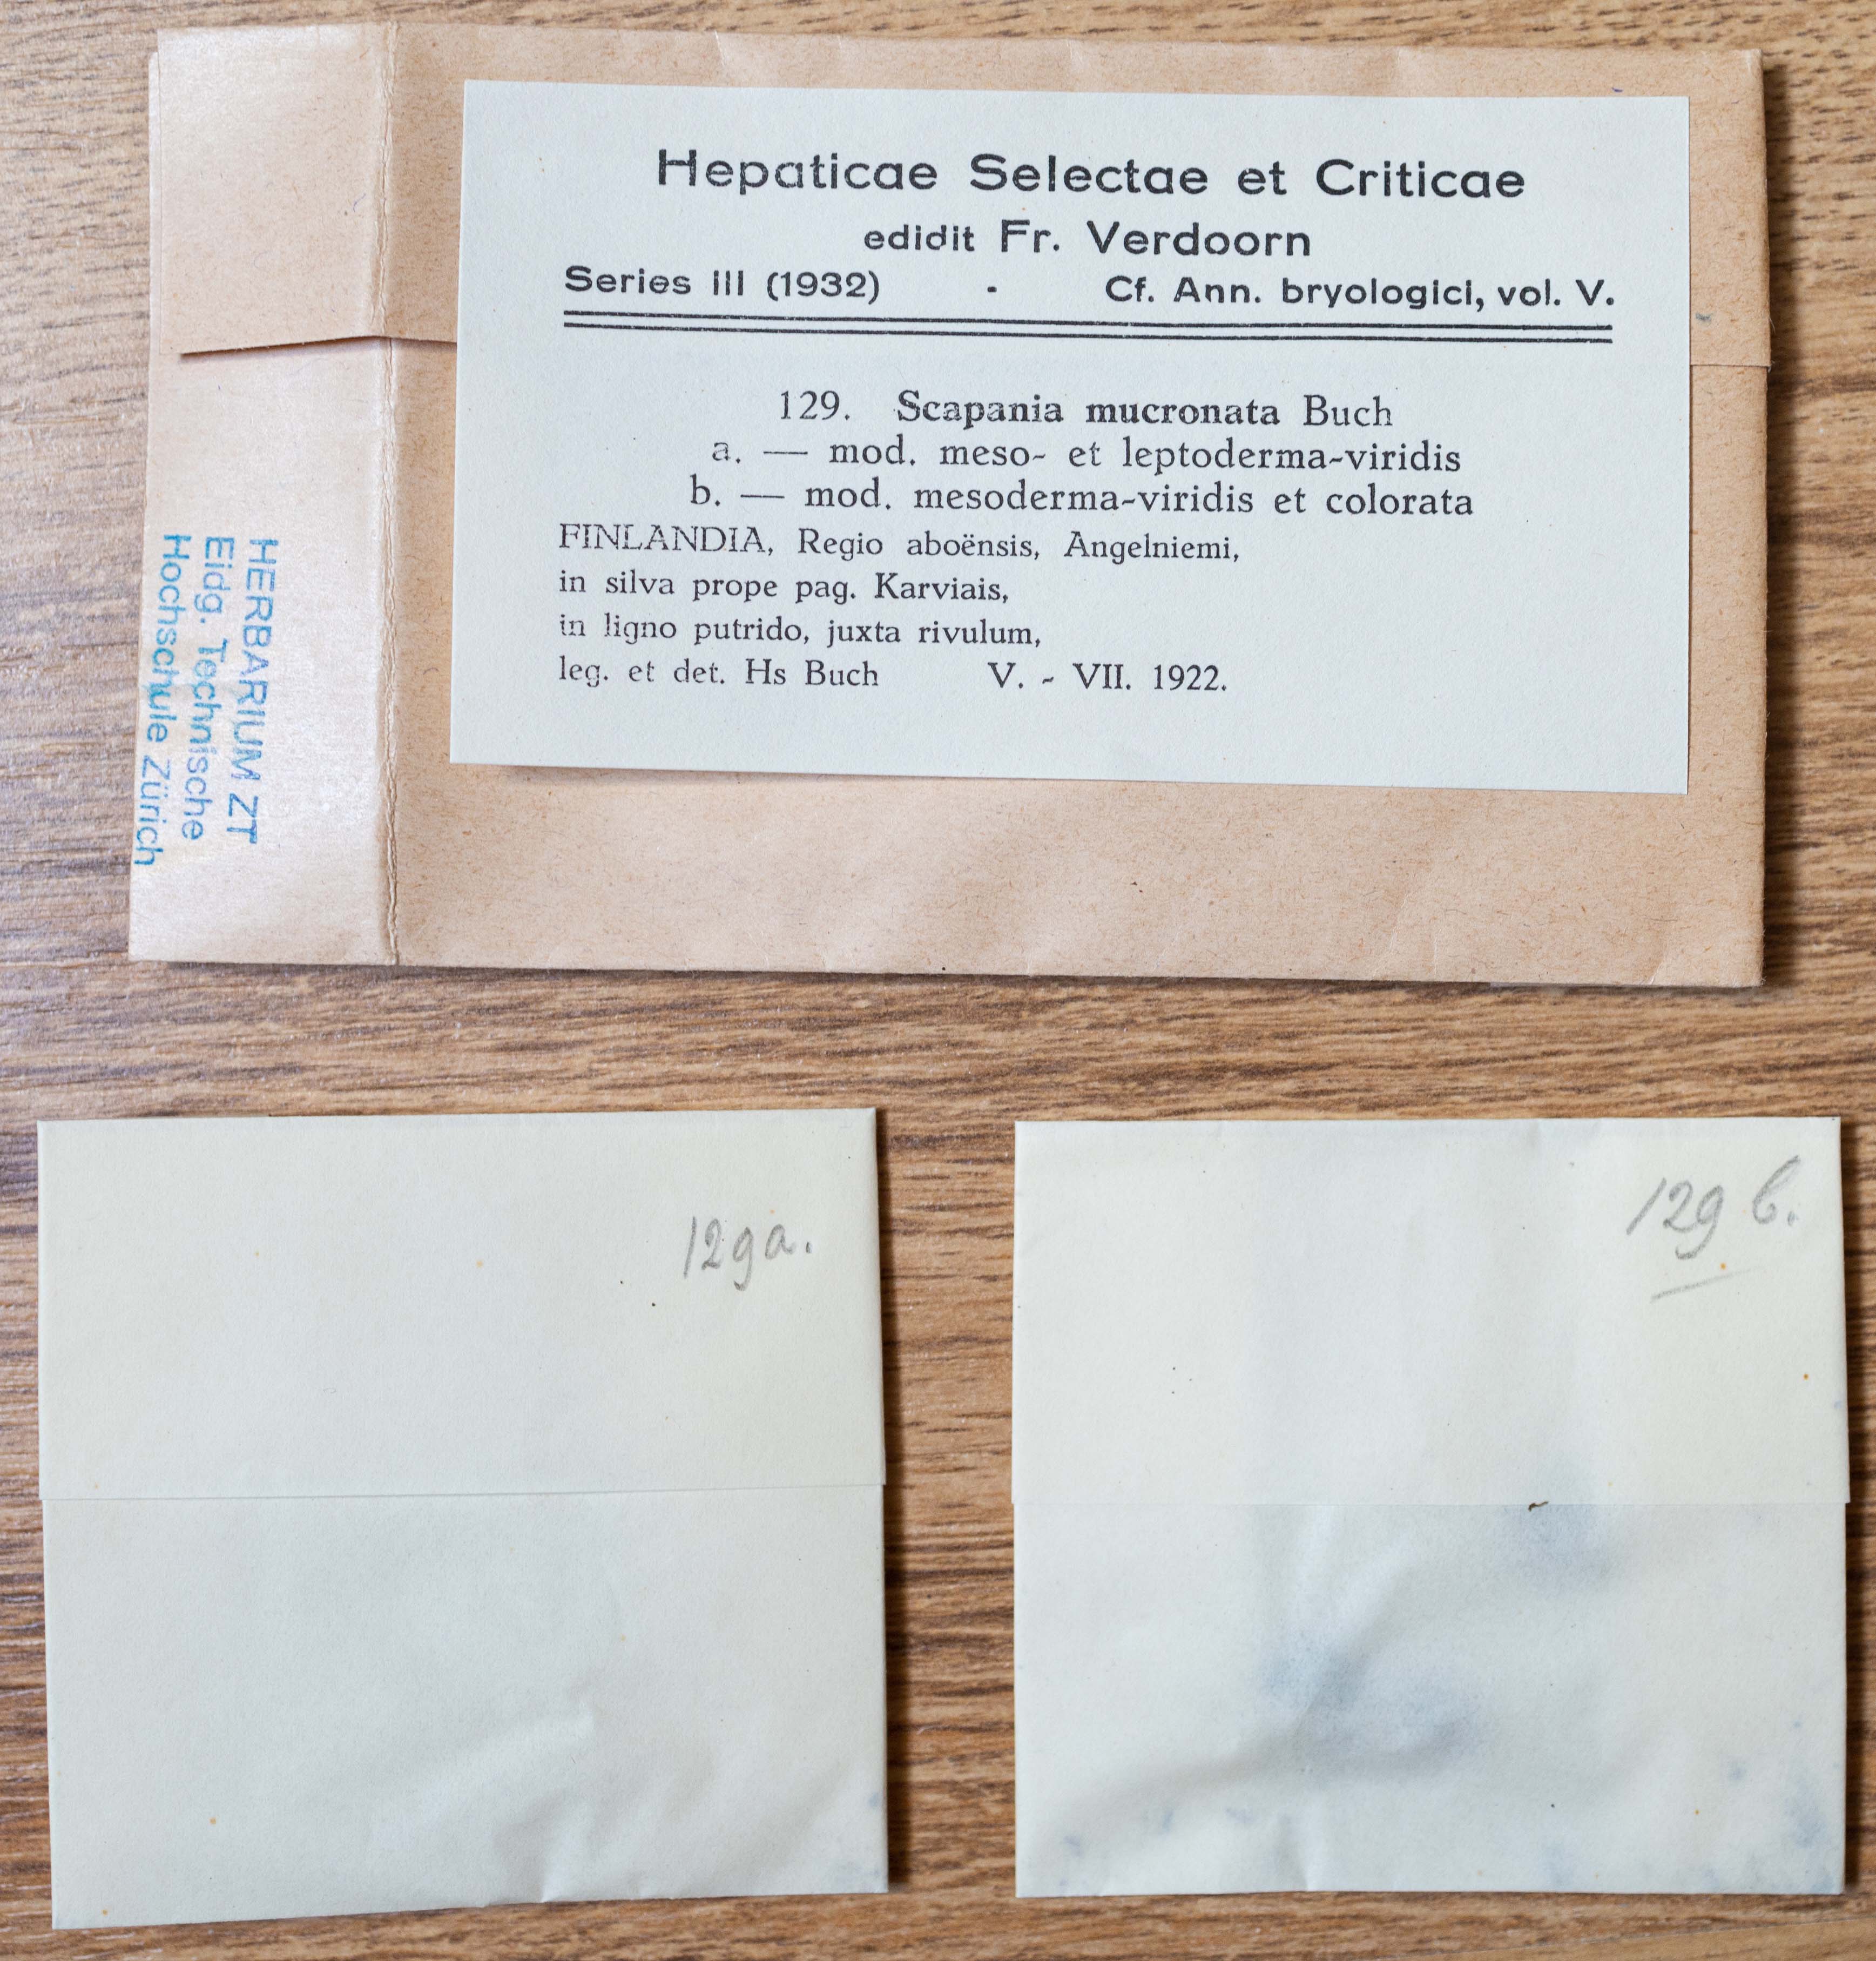 Hepaticae Selectae et Criticae
edidit Fr. Verdoorn
Series III (1932) - Cf. Ann. bryologici, vol. V.
129. Scapania mucronata Buch
a. — mod. meso- et leptoderma-viridis
b. — mod. mesoderma-viridis et colorata
FINLANDIA, Regio aboënsis, Angelniemi,
in silva prope pag. Karviais,
in ligno putrido, juxta rivulum,
leg. et det. Hs Buch V. - VII. 1922.
HERBARIUM ZT
Eidg. Technische
Hochschule Zürich
129a.
129 b.